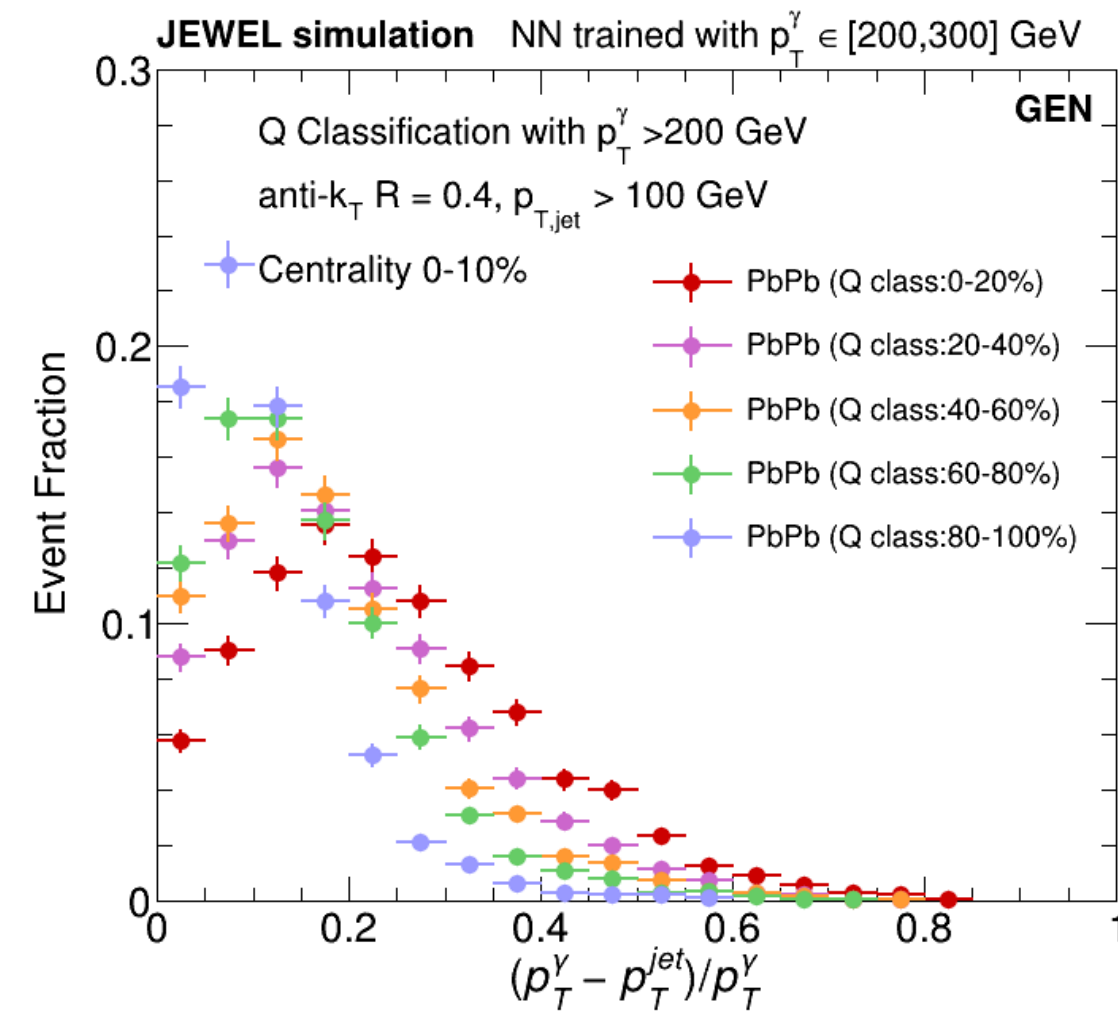 JEWEL simulation NN trained with p_T^γ ∈ [200,300] GeV
GEN
Q Classification with p_T^γ >200 GeV
anti-k_T R = 0.4, p_T,jet > 100 GeV
Centrality 0-10%
PbPb (Q class:0-20%)
PbPb (Q class:20-40%)
PbPb (Q class:40-60%)
PbPb (Q class:60-80%)
PbPb (Q class:80-100%)
Event Fraction
0.3
0.2
0.1
0
0 0.2 0.4 0.6 0.8 1
(p_T^γ − p_T^jet)/p_T^γ